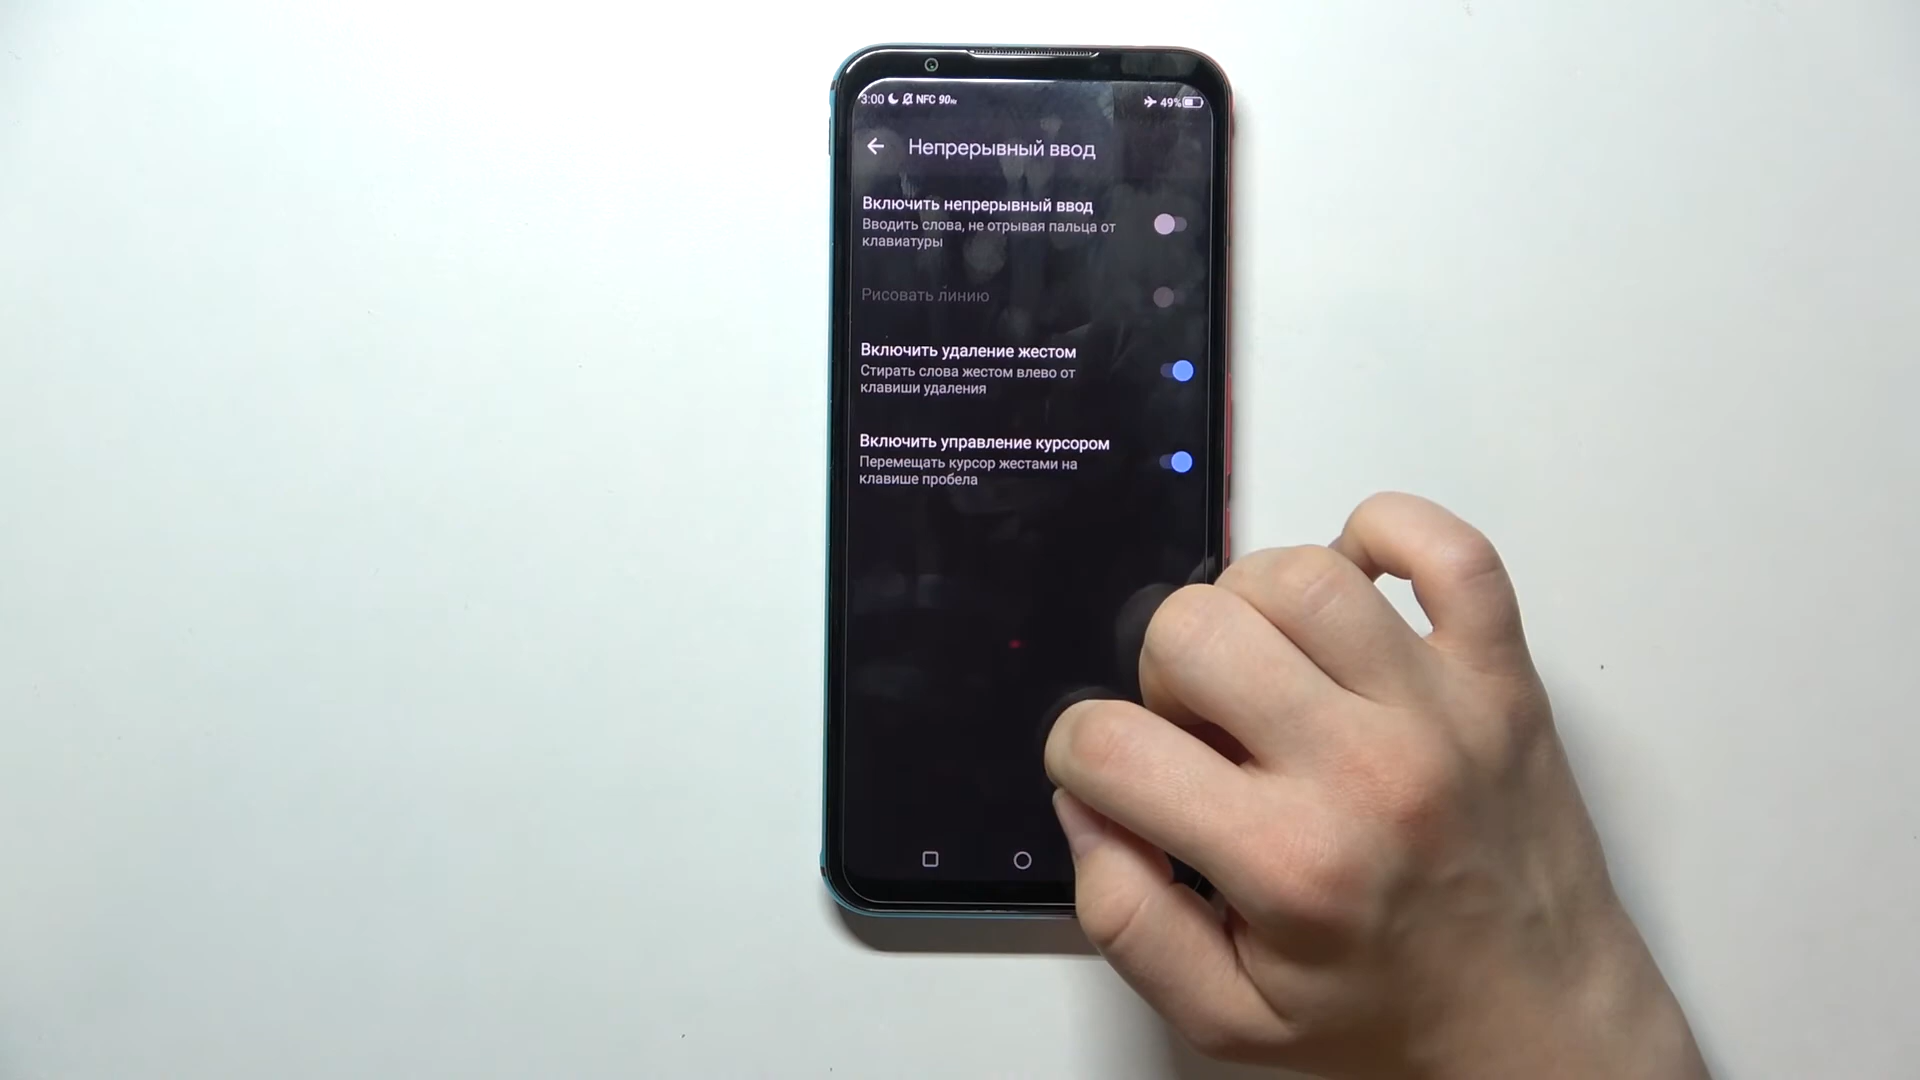 3:00 NFC 90Hz 49%
Непрерывный ввод
Включить непрерывный ввод
Вводить слова, не отрывая пальца от
клавиатуры
Рисовать линию
Включить удаление жестом
Стирать слова жестом влево от
клавиши удаления
Включить управление курсором
Перемещать курсор жестами на
клавише пробела